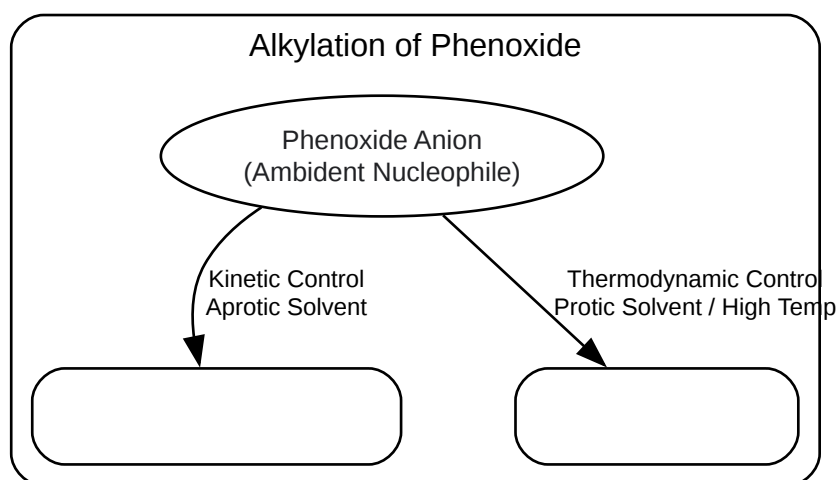 Alkylation of Phenoxide
Phenoxide Anion
(Ambident Nucleophile)
Kinetic Control
Aprotic Solvent
Thermodynamic Control
Protic Solvent / High Temp